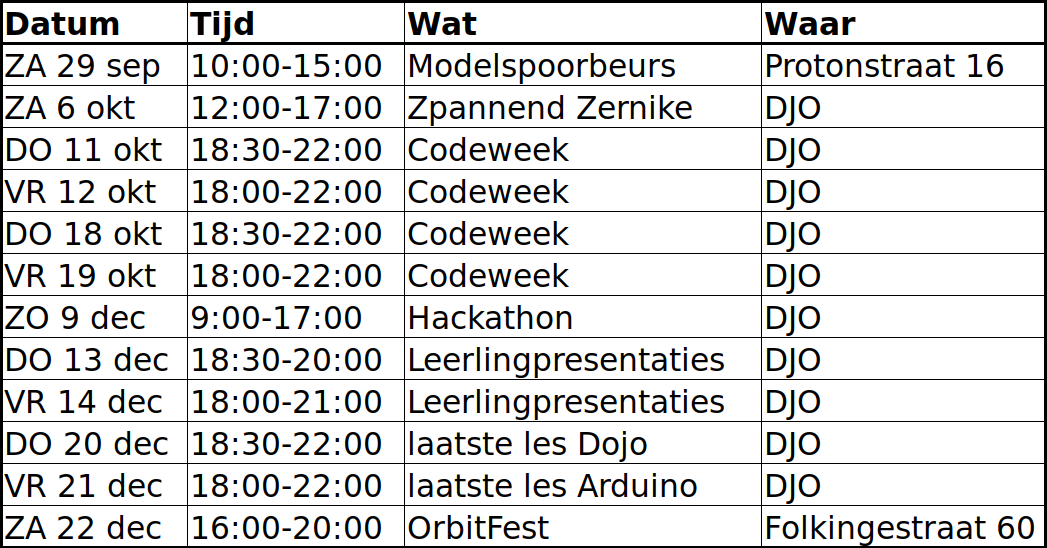 Datum Tijd Wat Waar
ZA 29 sep 10:00-15:00 Modelspoorbeurs Protonstraat 16
ZA 6 okt 12:00-17:00 Zpannend Zernike DJO
DO 11 okt 18:30-22:00 Codeweek DJO
VR 12 okt 18:00-22:00 Codeweek DJO
DO 18 okt 18:30-22:00 Codeweek DJO
VR 19 okt 18:00-22:00 Codeweek DJO
ZO 9 dec 9:00-17:00 Hackathon DJO
DO 13 dec 18:30-20:00 Leerlingpresentaties DJO
VR 14 dec 18:00-21:00 Leerlingpresentaties DJO
DO 20 dec 18:30-22:00 laatste les Dojo DJO
VR 21 dec 18:00-22:00 laatste les Arduino DJO
ZA 22 dec 16:00-20:00 OrbitFest Folkingestraat 60